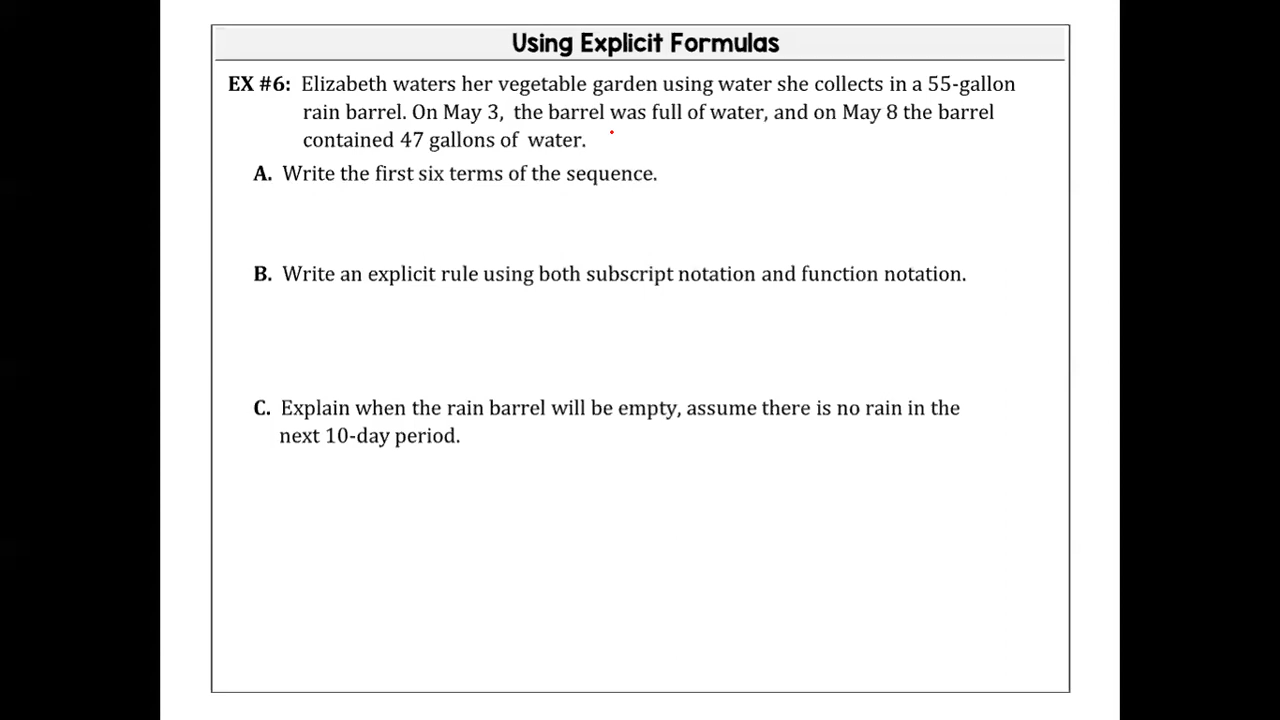 Using Explicit Formulas
EX #6: Elizabeth waters her vegetable garden using water she collects in a 55-gallon
rain barrel. On May 3, the barrel was full of water, and on May 8 the barrel
contained 47 gallons of water.
A. Write the first six terms of the sequence.
B. Write an explicit rule using both subscript notation and function notation.
C. Explain when the rain barrel will be empty, assume there is no rain in the
next 10-day period.